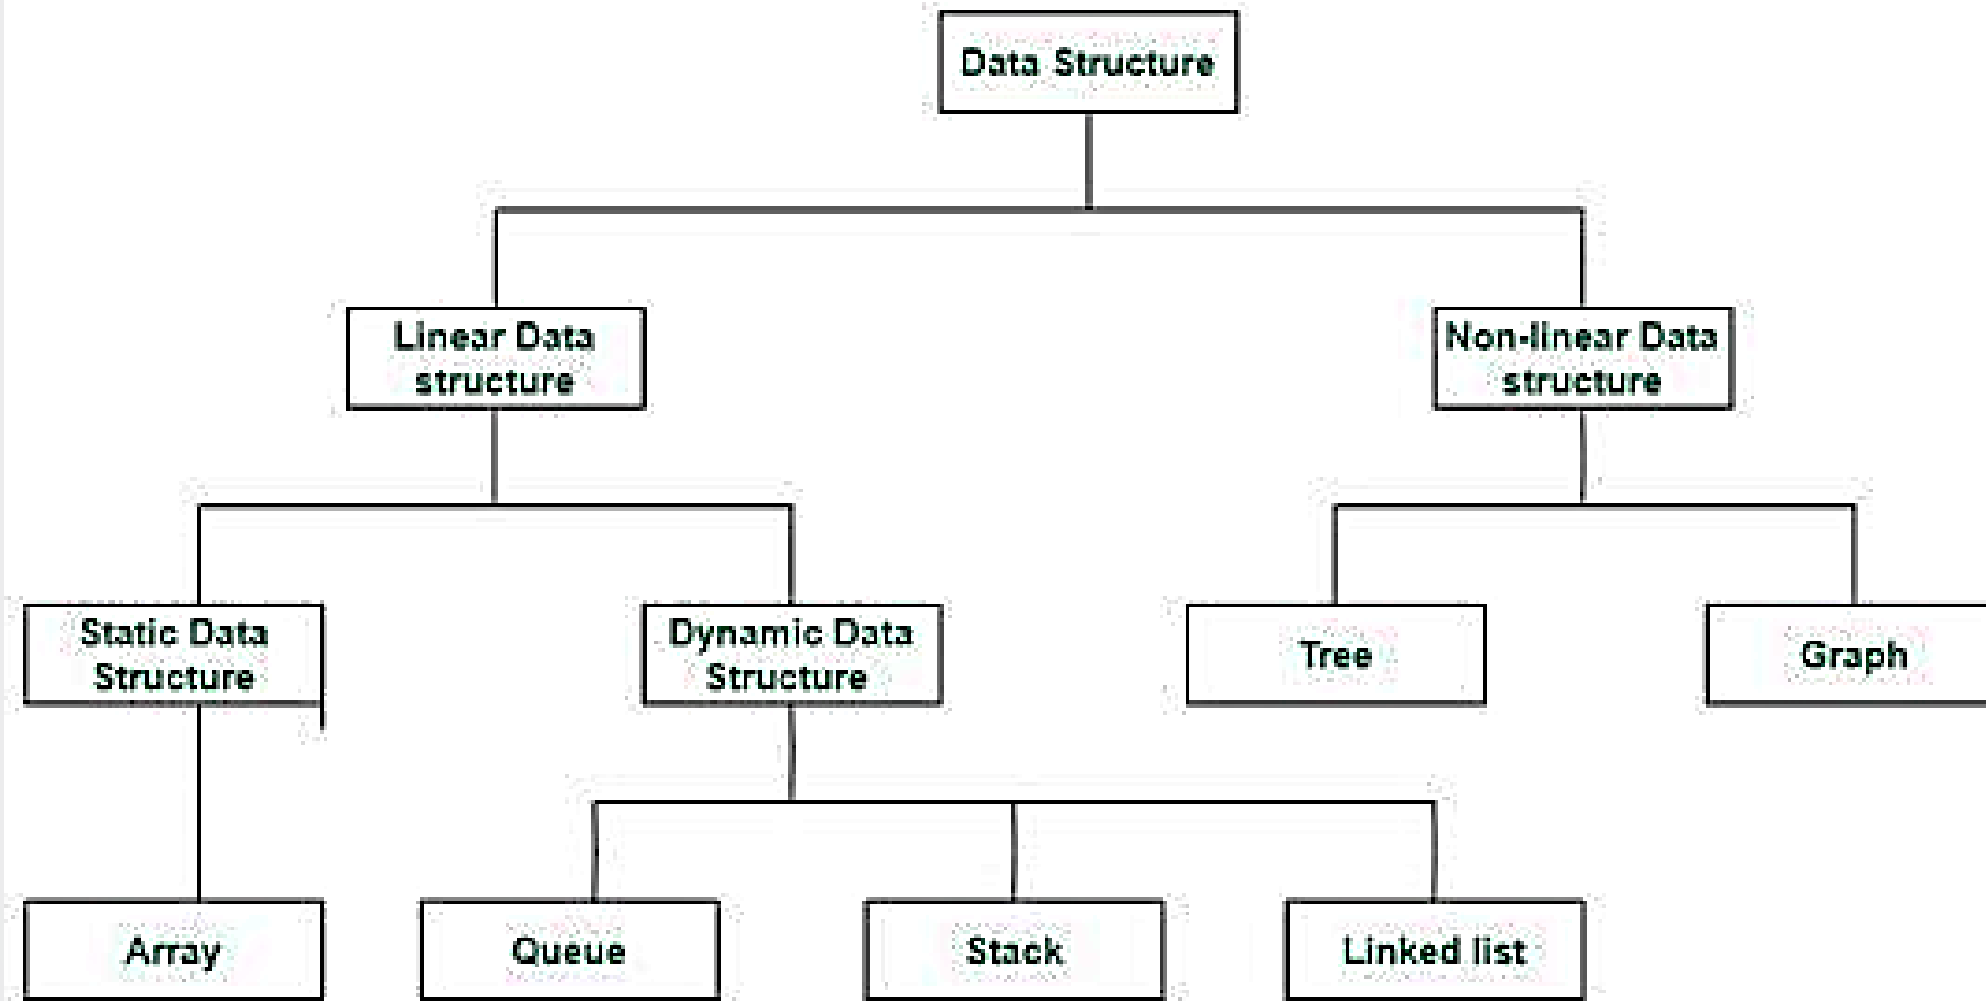 Data Structure
Linear Data
structure
Non-linear Data
structure
Static Data
Structure
Dynamic Data
Structure
Tree
Graph
Array
Queue
Stack
Linked list